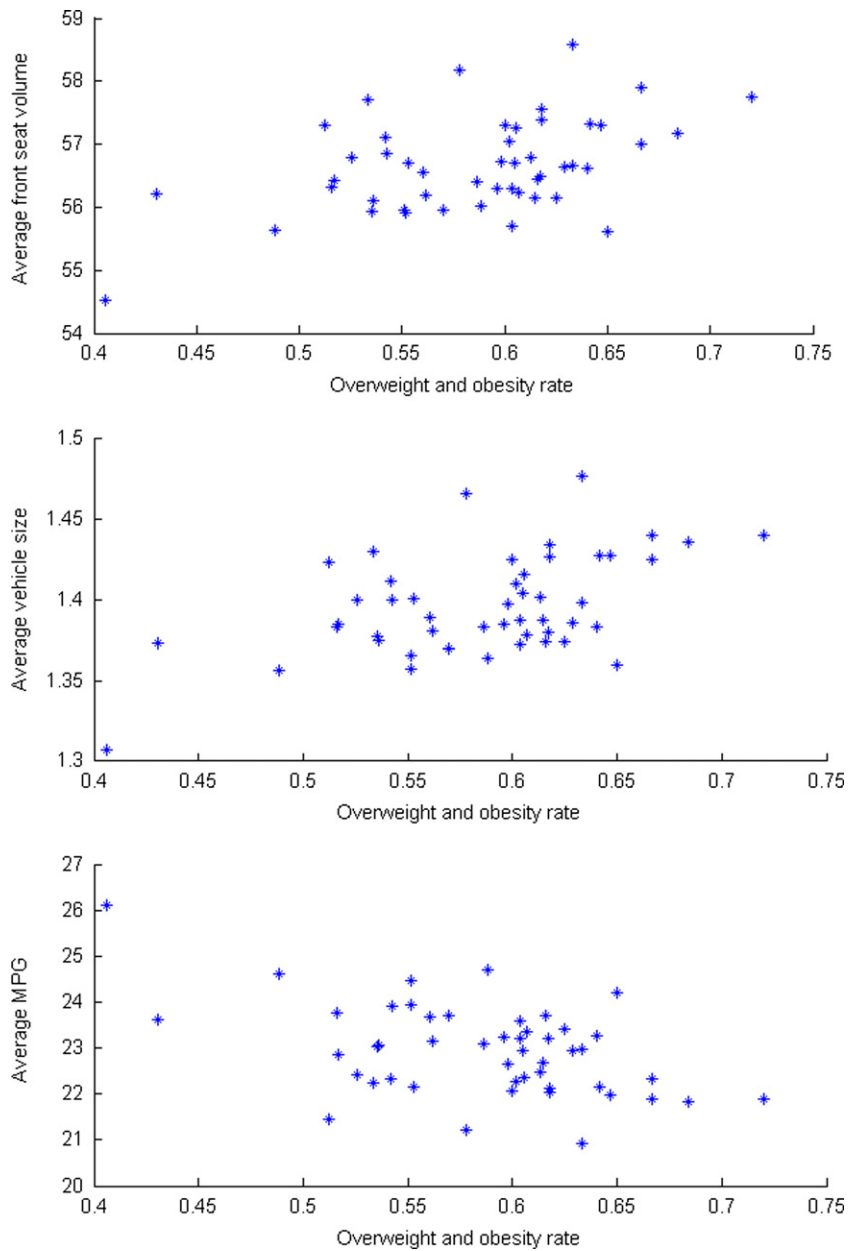 59
58
57
56
55
54
Average front seat volume
0.4 0.45 0.5 0.55 0.6 0.65 0.7 0.75
Overweight and obesity rate
1.5
1.45
1.4
1.35
1.3
Average vehicle size
0.4 0.45 0.5 0.55 0.6 0.65 0.7 0.75
Overweight and obesity rate
27
26
25
24
23
22
21
20
Average MPG
0.4 0.45 0.5 0.55 0.6 0.65 0.7 0.75
Overweight and obesity rate